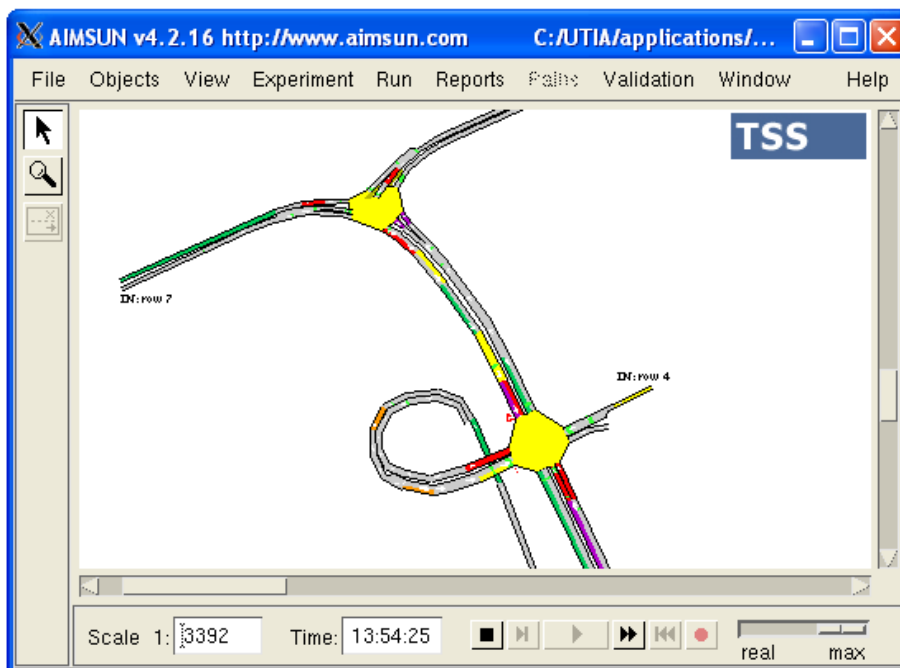 AIMSUN v4.2.16 http://www.aimsun.com C:/UTIA/applications/...
File Objects View Experiment Run Reports Paths Validation Window Help
TSS
IN: row 7
IN: row 4
Scale 1: 3392 Time: 13:54:25
real max